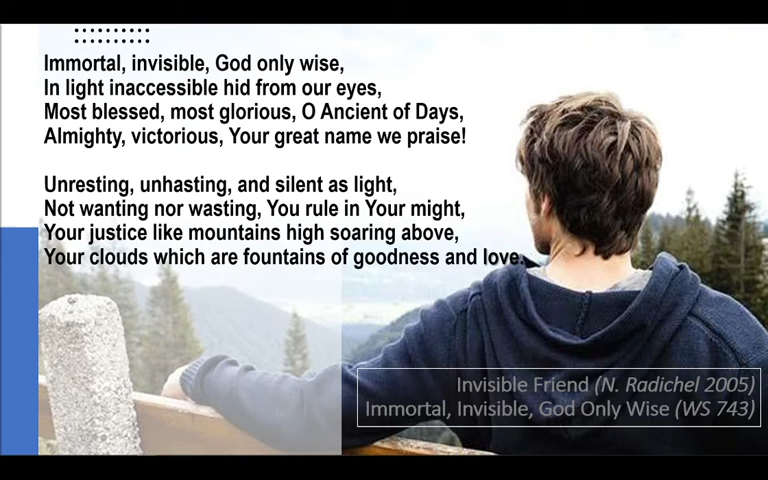 Immortal, invisible, God only wise,
In light inaccessible hid from our eyes,
Most blessed, most glorious, O Ancient of Days,
Almighty, victorious, Your great name we praise!
Unresting, unhasting, and silent as light,
Not wanting nor wasting, You rule in Your might,
Your justice like mountains high soaring above,
Your clouds which are fountains of goodness and love.
Invisible Friend (N. Radichel 2005)
Immortal, Invisible, God Only Wise (WS 743)